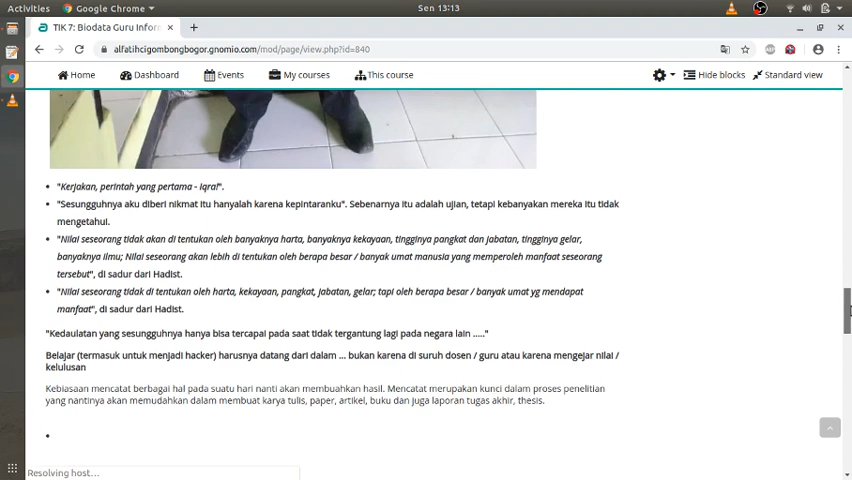 Activities Google Chrome Sen 13:13
TIK 7: Biodata Guru Inforn
alfatihcigombongbogor.gnomio.com/mod/page/view.php?id=840
Home Dashboard Events My courses This course Hide blocks Standard view
"Kerjakan, perintah yang pertama - Iqra!".
"Sesungguhnya aku diberi nikmat itu hanyalah karena kepintaranku". Sebenarnya itu adalah ujian, tetapi kebanyakan mereka itu tidak
mengetahui.
"Nilai seseorang tidak akan di tentukan oleh banyaknya harta, banyaknya kekayaan, tingginya pangkat dan jabatan, tingginya gelar,
banyaknya ilmu; Nilai seseorang akan lebih di tentukan oleh berapa besar / banyak umat manusia yang memperoleh manfaat seseorang
tersebut", di sadur dari Hadist.
"Nilai seseorang tidak di tentukan oleh harta, kekayaan, pangkat, jabatan, gelar; tapi oleh berapa besar / banyak umat yg mendapat
manfaat", di sadur dari Hadist.
"Kedaulatan yang sesungguhnya hanya bisa tercapai pada saat tidak tergantung lagi pada negara lain ....."
Belajar (termasuk untuk menjadi hacker) harusnya datang dari dalam ... bukan karena di suruh dosen / guru atau karena mengejar nilai /
kelulusan
Kebiasaan mencatat berbagai hal pada suatu hari nanti akan membuahkan hasil. Mencatat merupakan kunci dalam proses penelitian
yang nantinya akan memudahkan dalam membuat karya tulis, paper, artikel, buku dan juga laporan tugas akhir, thesis.
Resolving host...